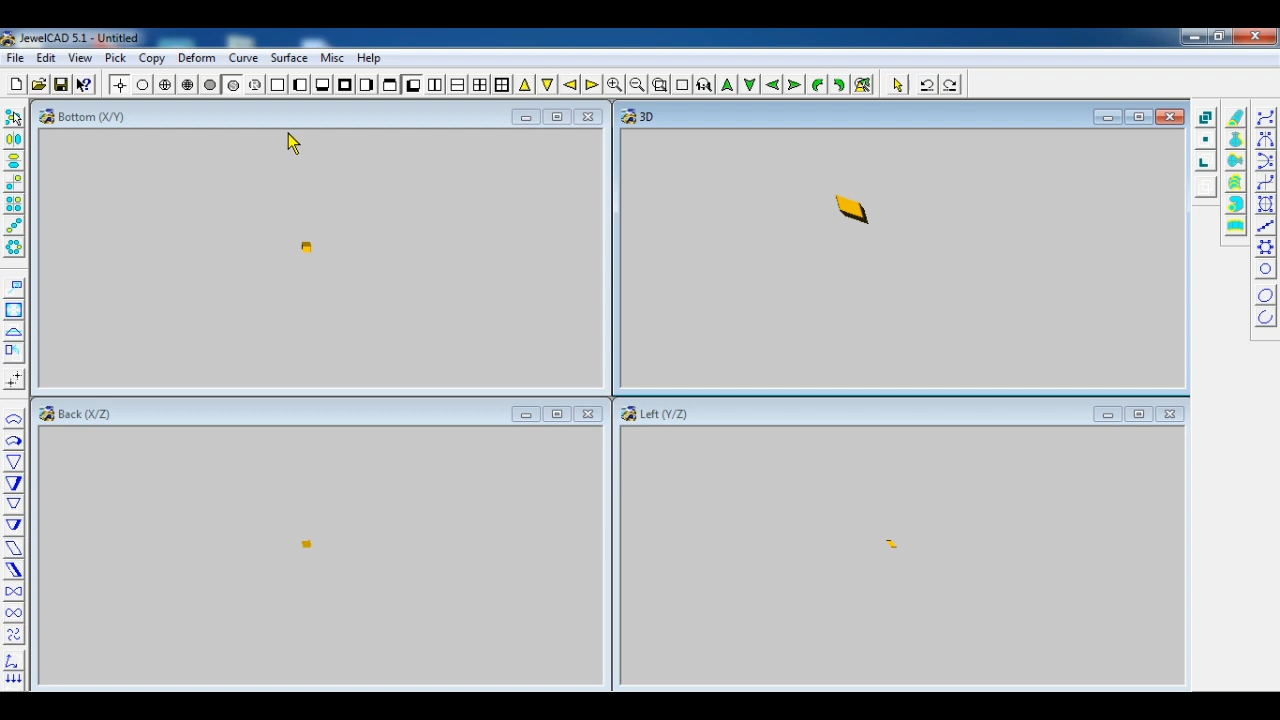 JewelCAD 5.1 - Untitled
File Edit View Pick Copy Deform Curve Surface Misc Help
Bottom (X/Y)
3D
Back (X/Z)
Left (Y/Z)